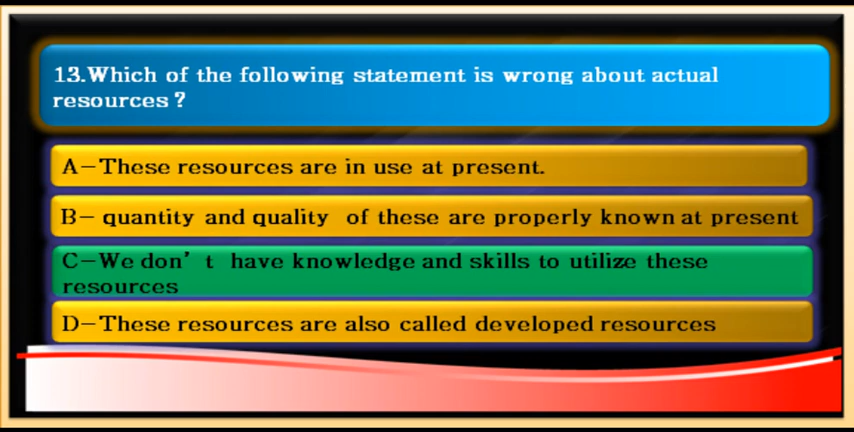 13.Which of the following statement is wrong about actual
resources ?
A–These resources are in use at present.
B– quantity and quality of these are properly known at present
C–We don’ t have knowledge and skills to utilize these
resources
D–These resources are also called developed resources